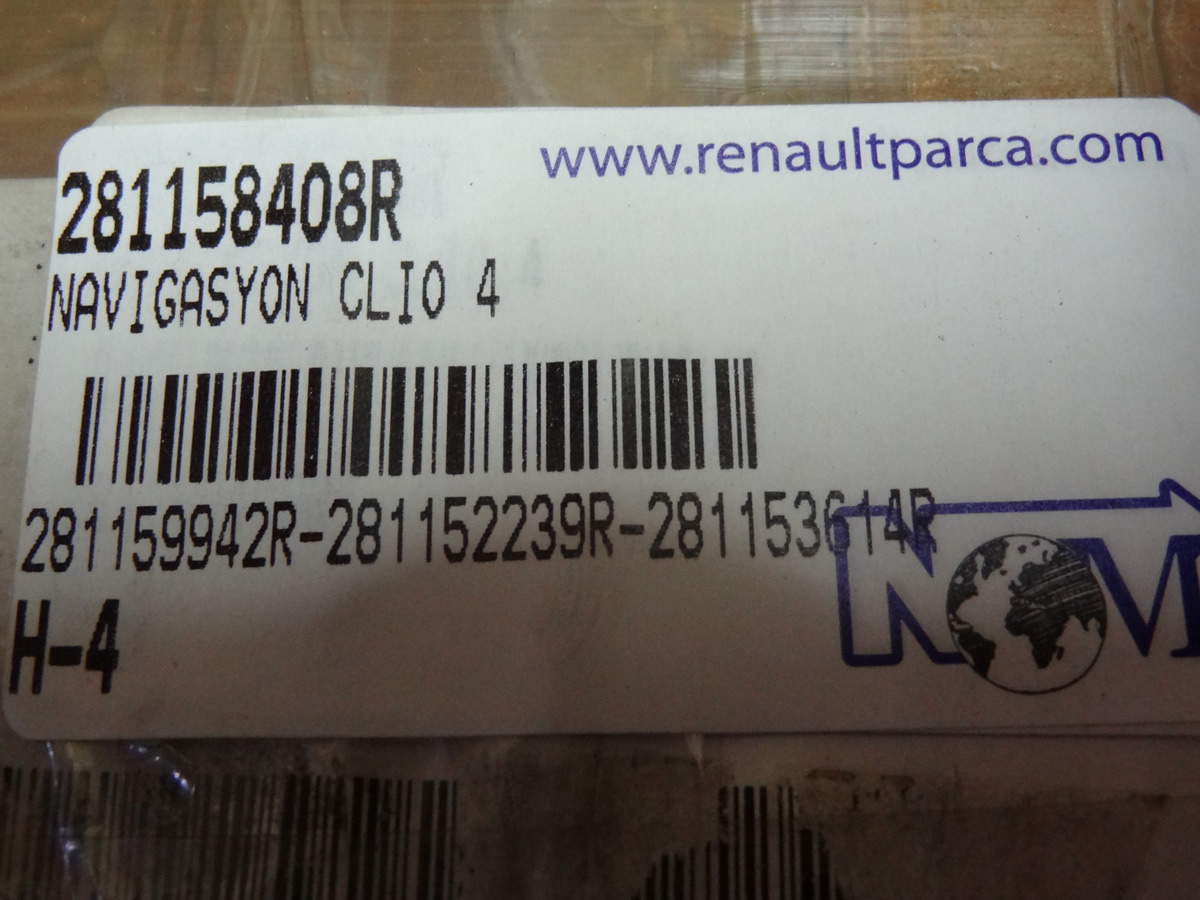 www.renaultparca.com
281158408R
NAVIGASYON CLIO 4
281159942R-281152239R-281153614R
H-4